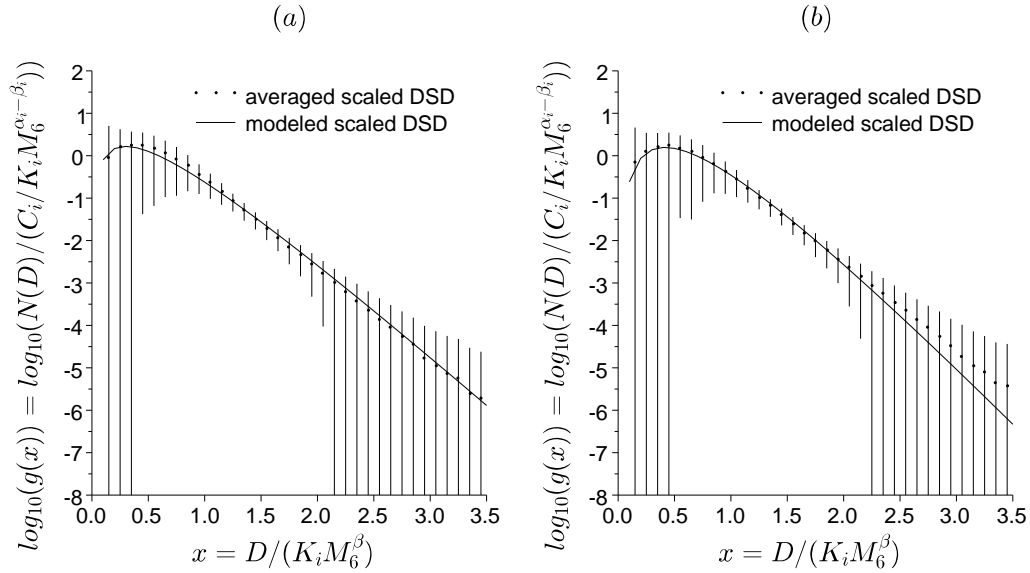 (a)
log₁₀(g(x)) = log₁₀(N(D)/(Cᵢ/KᵢM₆^{αᵢ−βᵢ}))
2
1
0
-1
-2
-3
-4
-5
-6
-7
-8
averaged scaled DSD
modeled scaled DSD
0.0 0.5 1.0 1.5 2.0 2.5 3.0 3.5
x = D/(KᵢM₆^β)
(b)
log₁₀(g(x)) = log₁₀(N(D)/(Cᵢ/KᵢM₆^{αᵢ−βᵢ}))
2
1
0
-1
-2
-3
-4
-5
-6
-7
-8
averaged scaled DSD
modeled scaled DSD
0.0 0.5 1.0 1.5 2.0 2.5 3.0 3.5
x = D/(KᵢM₆^β)